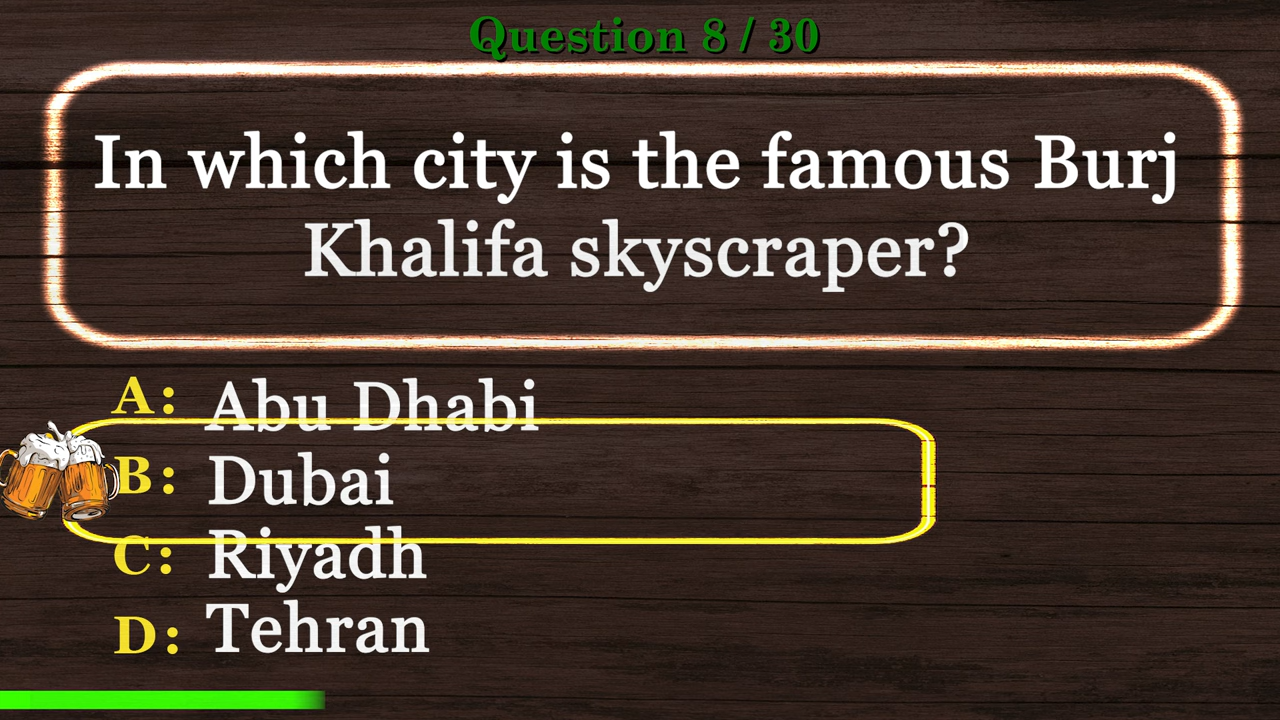 Question 8 / 30
In which city is the famous Burj
Khalifa skyscraper?
A: Abu Dhabi
B: Dubai
C: Riyadh
D: Tehran